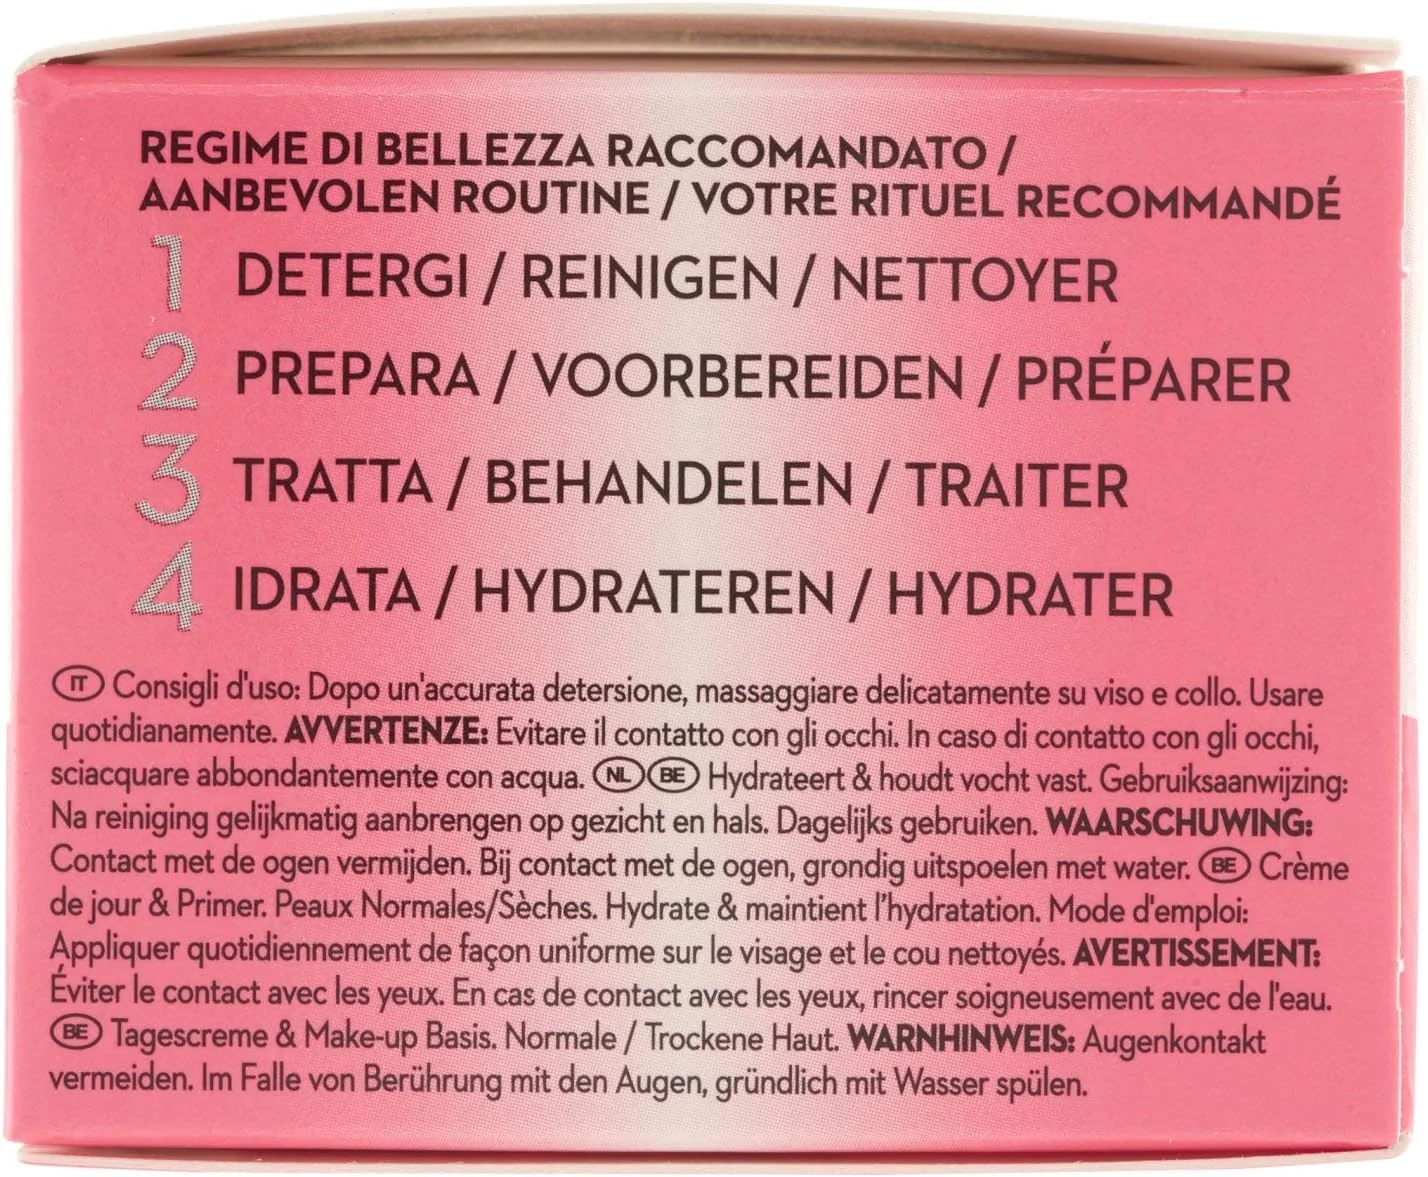 REGIME DI BELLEZZA RACCOMANDATO /
AANBEVOLEN ROUTINE / VOTRE RITUEL RECOMMANDÉ
1 DETERGI / REINIGEN / NETTOYER
2 PREPARA / VOORBEREIDEN / PRÉPARER
3 TRATTA / BEHANDELEN / TRAITER
4 IDRATA / HYDRATEREN / HYDRATER
IT Consigli d'uso: Dopo un'accurata detersione, massaggiare delicatamente su viso e collo. Usare
quotidianamente. AVVERTENZE: Evitare il contatto con gli occhi. In caso di contatto con gli occhi,
sciacquare abbondantemente con acqua. NL BE Hydrateert & houdt vocht vast. Gebruiksaanwijzing:
Na reiniging gelijkmatig aanbrengen op gezicht en hals. Dagelijks gebruiken. WAARSCHUWING:
Contact met de ogen vermijden. Bij contact met de ogen, grondig uitspoelen met water. BE Crème
de jour & Primer. Peaux Normales/Sèches. Hydrate & maintient l'hydratation. Mode d'emploi:
Appliquer quotidiennement de façon uniforme sur le visage et le cou nettoyés. AVERTISSEMENT:
Éviter le contact avec les yeux. En cas de contact avec les yeux, rincer soigneusement avec de l'eau.
BE Tagescreme & Make-up Basis. Normale / Trockene Haut. WARNHINWEIS: Augenkontakt
vermeiden. Im Falle von Berührung mit den Augen, gründlich mit Wasser spülen.